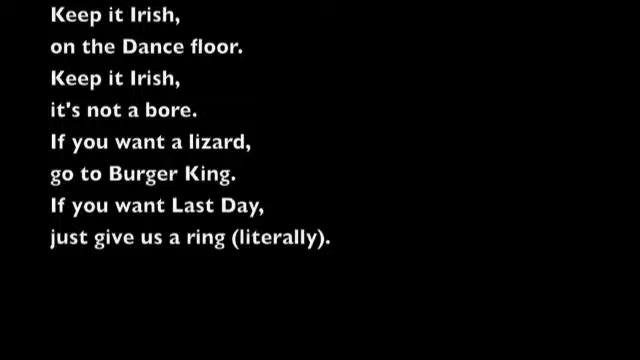 Keep it Irish,
on the Dance floor.
Keep it Irish,
it's not a bore.
If you want a lizard,
go to Burger King.
If you want Last Day,
just give us a ring (literally).